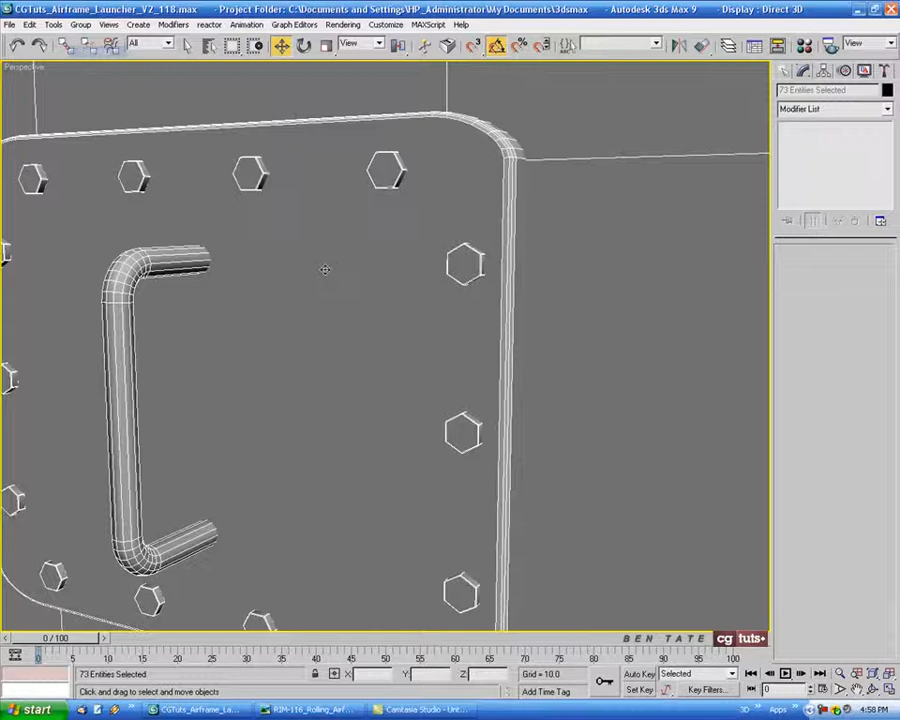 CGTuts_Airframe_Launcher_V2_118.max - Project Folder: C:\Documents and Settings\HP_Administrator\My Documents\3dsmax - Autodesk 3ds Max 9 - Display : Direct 3D
File Edit Tools Group Views Create Modifiers reactor Animation Graph Editors Rendering Customize MAXScript Help
All View View
Perspective
73 Entities Selected
Modifier List
BEN TATE cg tuts+
0 / 100
0 5 10 15 20 25 30 35 40 45 50 55 60 65 70 75 80 85 90 95 100
73 Entities Selected X: Y: Z: Grid = 10.0 Auto Key Selected
Click and drag to select and move objects Add Time Tag Set Key Key Filters... 0
start CGTuts_Airframe_La... RIM-116_Rolling_Airf... Camtasia Studio - Unt... Apps 4:58 PM